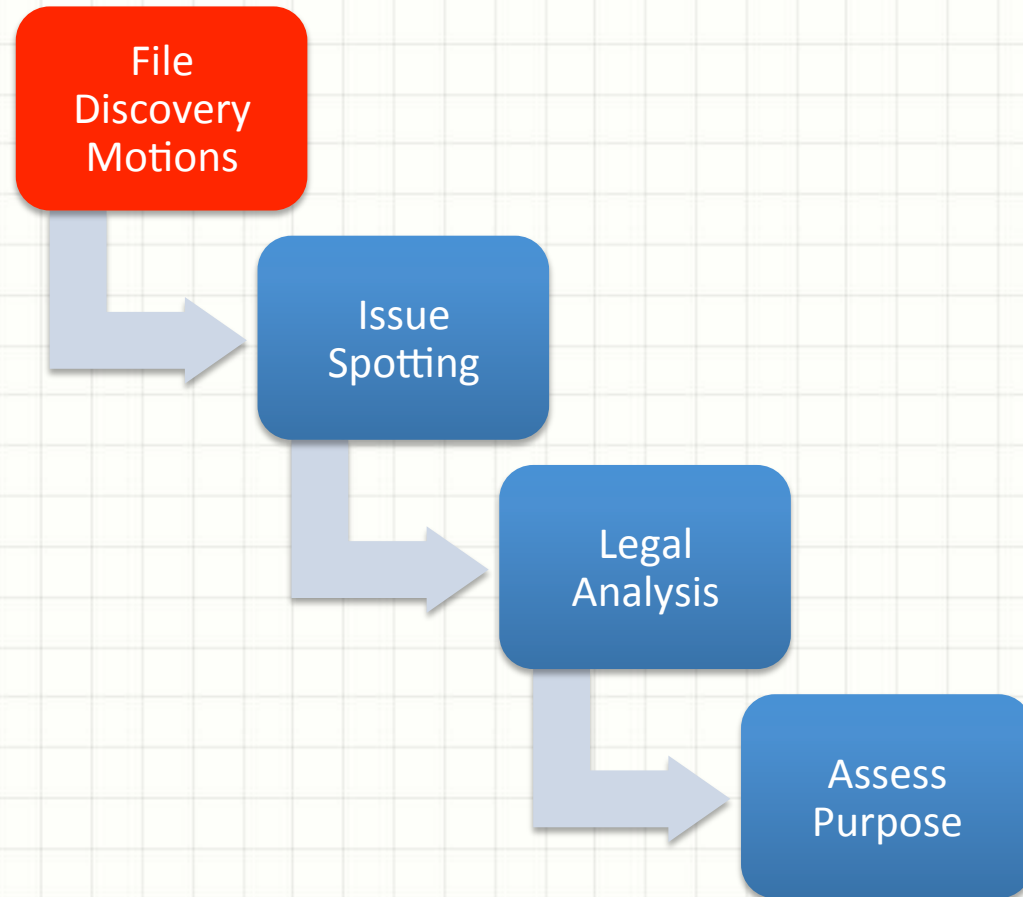 File
Discovery
Motions
Issue
Spotting
Legal
Analysis
Assess
Purpose